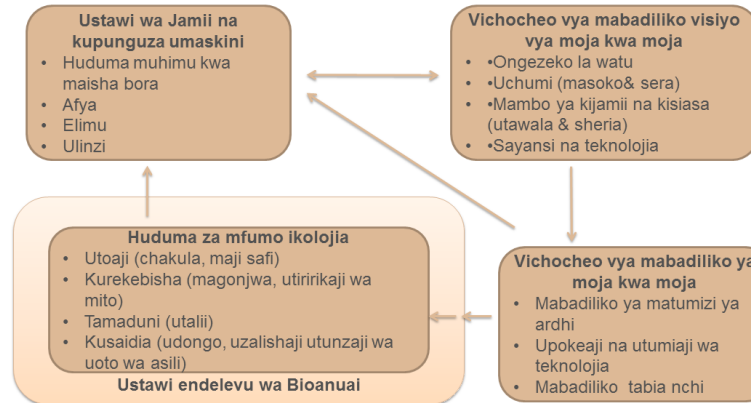 Ustawi wa Jamii na
kupunguza umaskini
• Huduma muhimu kwa
maisha bora
• Afya
• Elimu
• Ulinzi
Vichocheo vya mabadiliko visiyo
vya moja kwa moja
• •Ongezeko la watu
• •Uchumi (masoko& sera)
• •Mambo ya kijamii na kisiasa
(utawala & sheria)
• •Sayansi na teknolojia
Huduma za mfumo ikolojia
• Utoaji (chakula, maji safi)
• Kurekebisha (magonjwa, utiririkaji wa
mito)
• Tamaduni (utalii)
• Kusaidia (udongo, uzalishaji utunzaji wa
uoto wa asili)
Ustawi endelevu wa Bioanuai
Vichocheo vya mabadiliko ya
moja kwa moja
• Mabadiliko ya matumizi ya
ardhi
• Upokeaji na utumiaji wa
teknolojia
• Mabadiliko tabia nchi